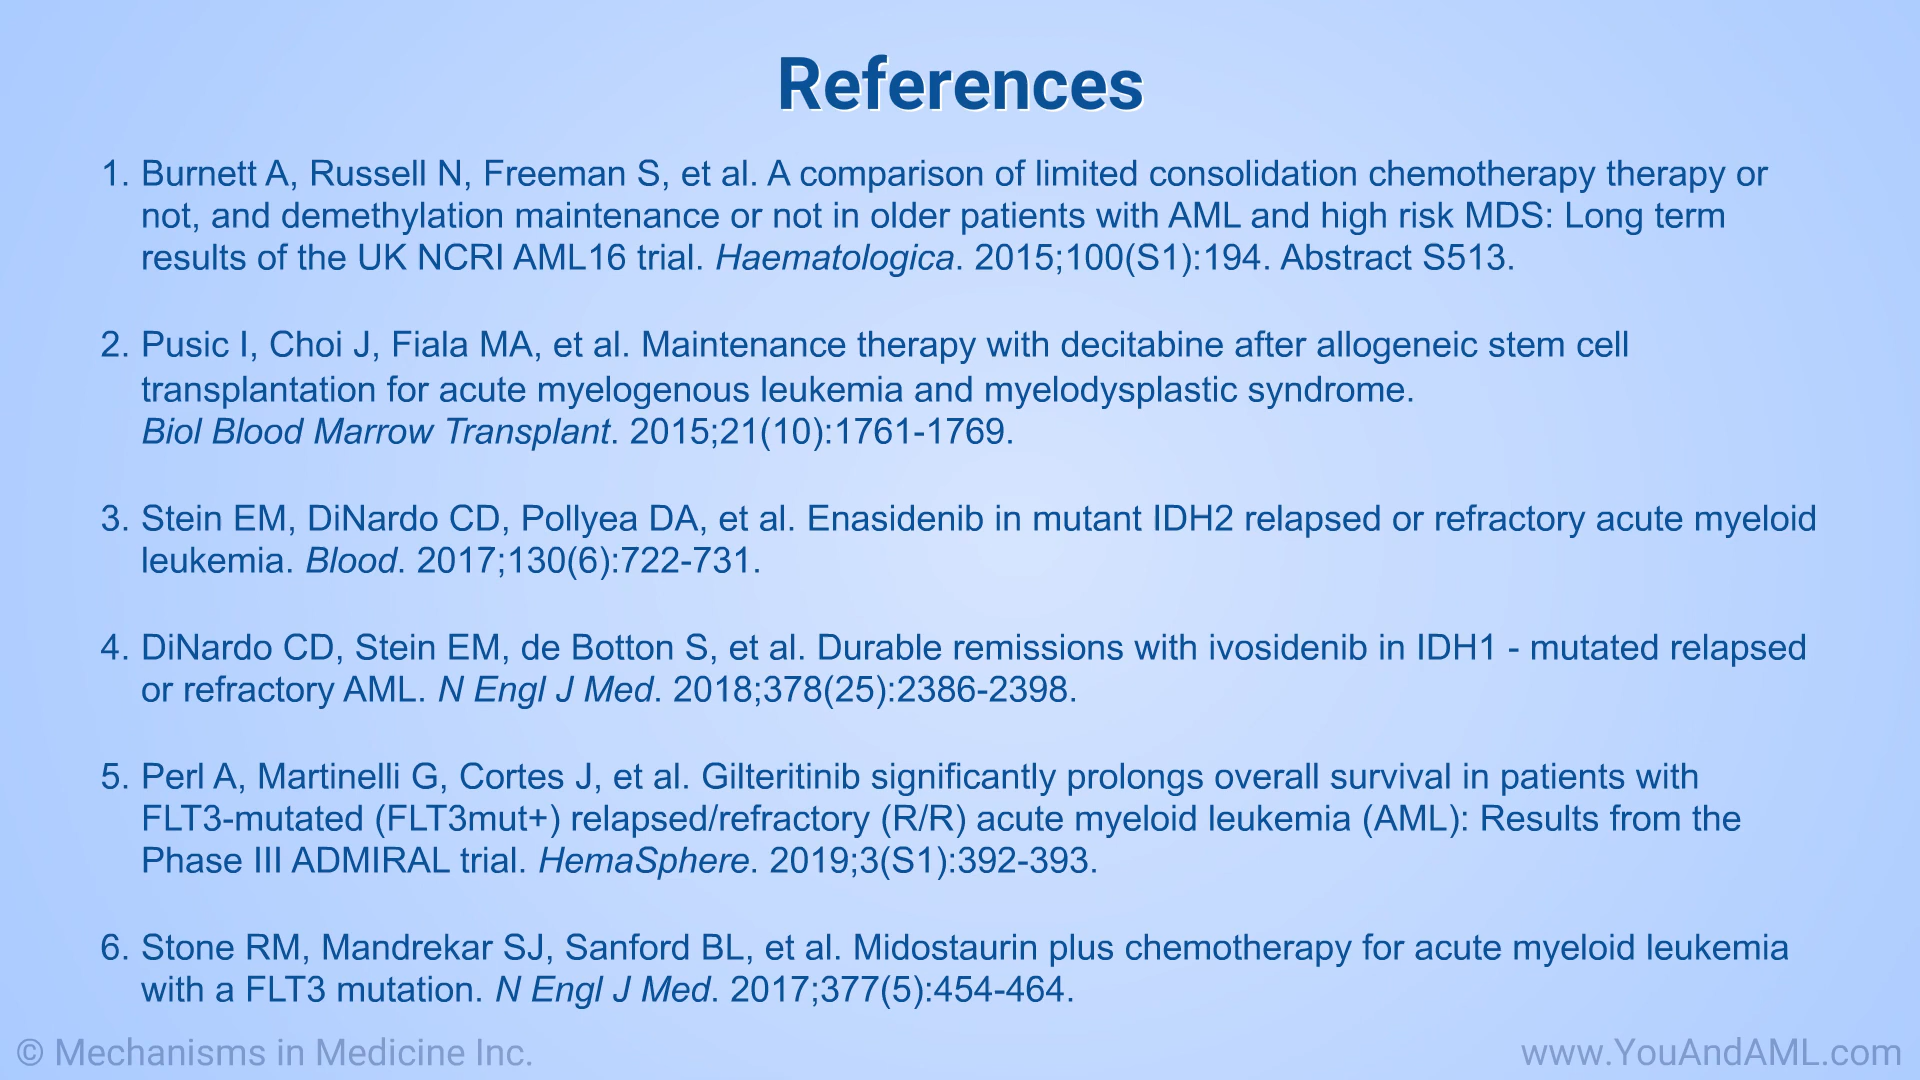 References
1. Burnett A, Russell N, Freeman S, et al. A comparison of limited consolidation chemotherapy therapy or
not, and demethylation maintenance or not in older patients with AML and high risk MDS: Long term
results of the UK NCRI AML16 trial. Haematologica. 2015;100(S1):194. Abstract S513.
2. Pusic I, Choi J, Fiala MA, et al. Maintenance therapy with decitabine after allogeneic stem cell
transplantation for acute myelogenous leukemia and myelodysplastic syndrome.
Biol Blood Marrow Transplant. 2015;21(10):1761-1769.
3. Stein EM, DiNardo CD, Pollyea DA, et al. Enasidenib in mutant IDH2 relapsed or refractory acute myeloid
leukemia. Blood. 2017;130(6):722-731.
4. DiNardo CD, Stein EM, de Botton S, et al. Durable remissions with ivosidenib in IDH1 - mutated relapsed
or refractory AML. N Engl J Med. 2018;378(25):2386-2398.
5. Perl A, Martinelli G, Cortes J, et al. Gilteritinib significantly prolongs overall survival in patients with
FLT3-mutated (FLT3mut+) relapsed/refractory (R/R) acute myeloid leukemia (AML): Results from the
Phase III ADMIRAL trial. HemaSphere. 2019;3(S1):392-393.
6. Stone RM, Mandrekar SJ, Sanford BL, et al. Midostaurin plus chemotherapy for acute myeloid leukemia
with a FLT3 mutation. N Engl J Med. 2017;377(5):454-464.
© Mechanisms in Medicine Inc.
www.YouAndAML.com